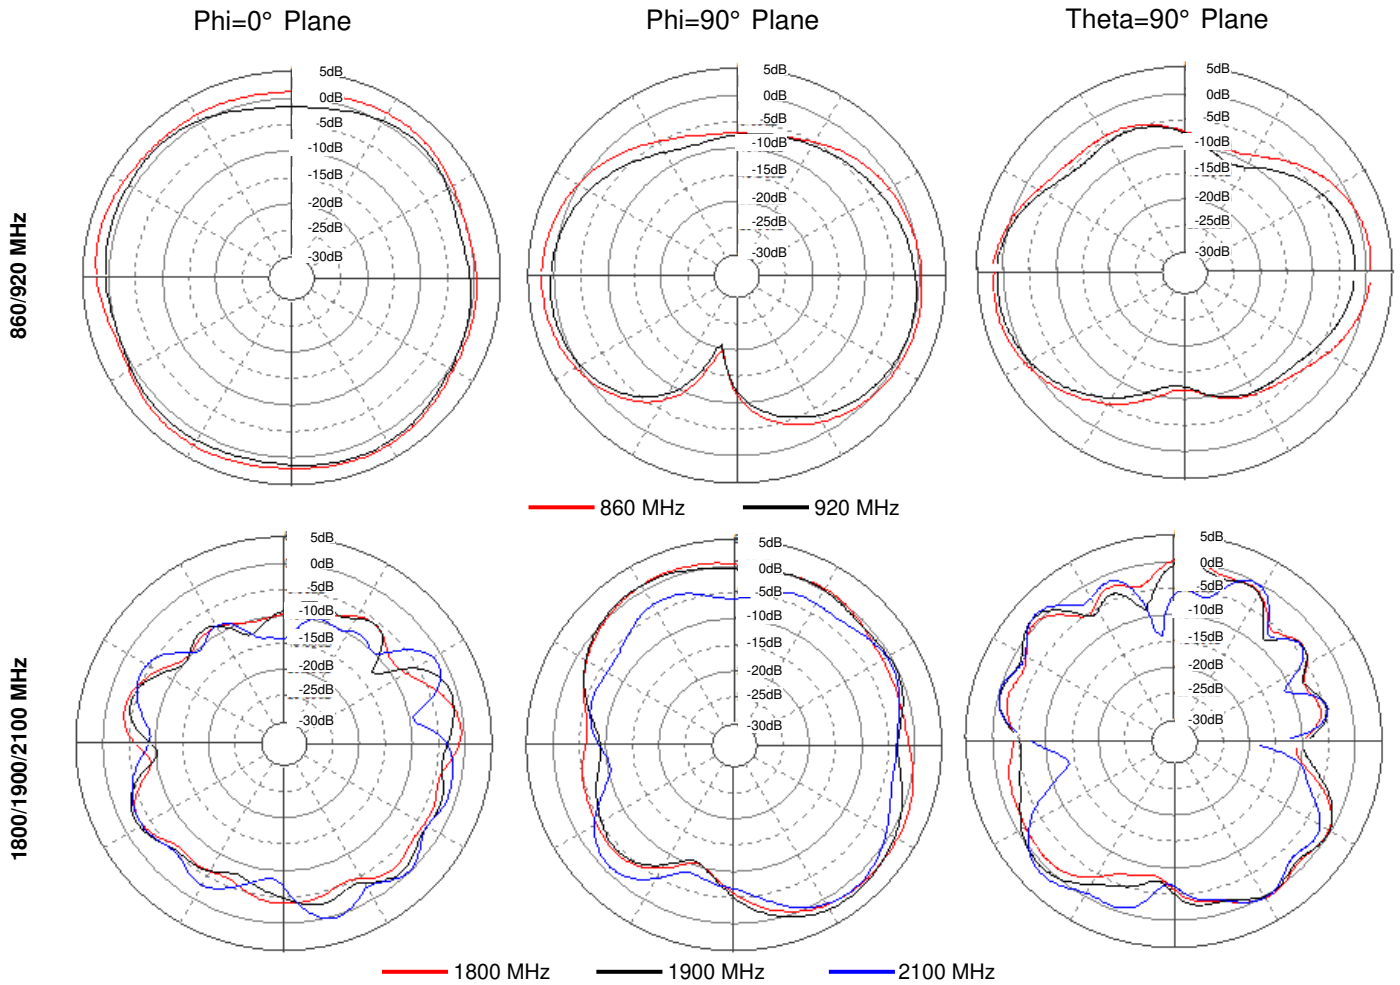 Phi=0° Plane
Phi=90° Plane
Theta=90° Plane
860/920 MHz
5dB
0dB
-5dB
-10dB
-15dB
-20dB
-25dB
-30dB
5dB
0dB
-5dB
-10dB
-15dB
-20dB
-25dB
-30dB
5dB
0dB
-5dB
-10dB
-15dB
-20dB
-25dB
-30dB
860 MHz
920 MHz
1800/1900/2100 MHz
5dB
0dB
-5dB
-10dB
-15dB
-20dB
-25dB
-30dB
5dB
0dB
-5dB
-10dB
-15dB
-20dB
-25dB
-30dB
5dB
0dB
-5dB
-10dB
-15dB
-20dB
-25dB
-30dB
1800 MHz
1900 MHz
2100 MHz